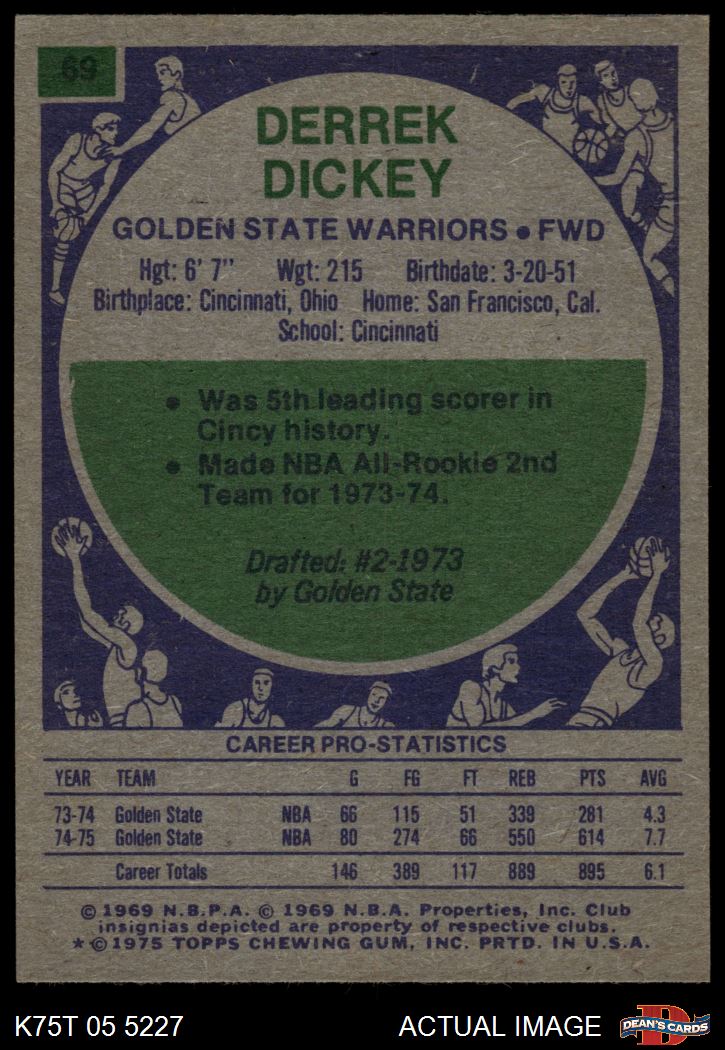 69
DERREK
DICKEY
GOLDEN STATE WARRIORS • FWD
Hgt: 6' 7" Wgt: 215 Birthdate: 3-20-51
Birthplace: Cincinnati, Ohio Home: San Francisco, Cal.
School: Cincinnati
• Was 5th leading scorer in
Cincy history.
• Made NBA All-Rookie 2nd
Team for 1973-74.
Drafted: #2-1973
by Golden State
CAREER PRO-STATISTICS
YEAR TEAM G FG FT REB PTS AVG
73-74 Golden State NBA 66 115 51 339 281 4.3
74-75 Golden State NBA 80 274 66 550 614 7.7
Career Totals 146 389 117 889 895 6.1
© 1969 N.B.P.A. © 1969 N.B.A. Properties, Inc. Club
insignias depicted are property of respective clubs.
* © 1975 TOPPS CHEWING GUM, INC. PRTD. IN U.S.A.
K75T 05 5227 ACTUAL IMAGE D DEAN'S CARDS